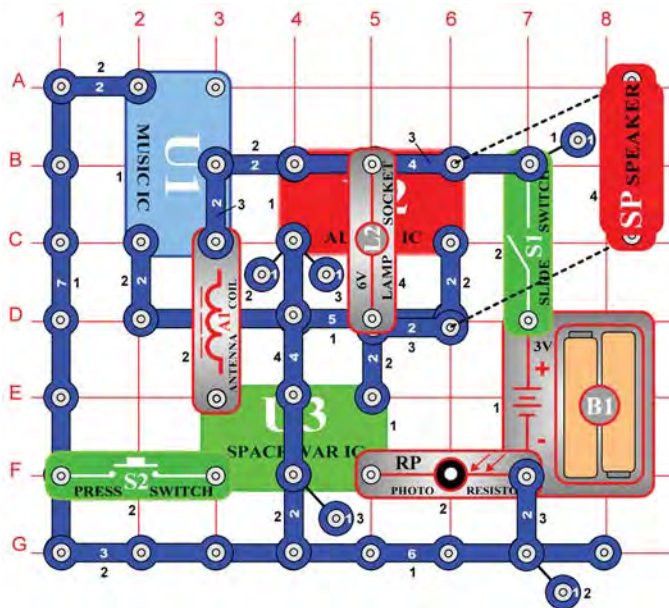 1 2 3 4 5 6 7 8
A
2
2
B
2
2
3
4
1
1
U1
MUSIC IC
1
2
3
1
2
AL IC
L2
6V
LAMP SOCKET
S1
SLIDE SWITCH
2
SP SPEAKER
4
C
2
2
1
2
1
3
4
2
2
7
1
D
5
1
2
3
A1
ANTENNA COIL
2
4
4
2
2
3V
+
-
B1
1
E
U3
SPACE WAR IC
1
F
S2
PRESS SWITCH
2
RP
PHOTO RESISTO
2
1
3
2
2
2
3
G
3
2
6
1
1
2